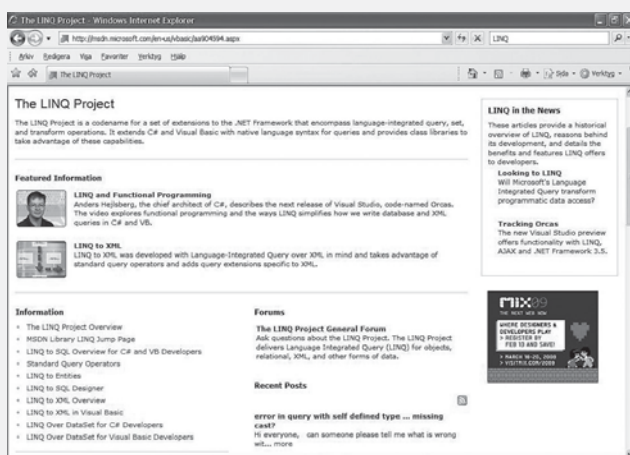 The LINQ Project - Windows Internet Explorer
http://msdn.microsoft.com/en-us/vbasic/aa904594.aspx
LINQ
Arkiv Redigera Visa Favoriter Verktyg Hjälp
The LINQ Project
Sida
Verktyg
The LINQ Project
The LINQ Project is a codename for a set of extensions to the .NET Framework that encompass language-integrated query, set,
and transform operations. It extends C# and Visual Basic with native language syntax for queries and provides class libraries to
take advantage of these capabilities.
Featured Information
LINQ and Functional Programming
Anders Hejlsberg, the chief architect of C#, describes the next release of Visual Studio, code-named Orcas.
The video explores functional programming and the ways LINQ simplifies how we write database and XML
queries in C# and VB.
LINQ to XML
LINQ to XML was developed with Language-Integrated Query over XML in mind and takes advantage of
standard query operators and adds query extensions specific to XML.
Information
The LINQ Project Overview
MSDN Library LINQ Jump Page
LINQ to SQL Overview for C# and VB Developers
Standard Query Operators
LINQ to Entities
LINQ to SQL Designer
LINQ to XML Overview
LINQ to XML in Visual Basic
LINQ Over DataSet for C# Developers
LINQ Over DataSet for Visual Basic Developers
Forums
The LINQ Project General Forum
Ask questions about the LINQ Project. The LINQ Project
delivers Language Integrated Query (LINQ) for objects,
relational, XML, and other forms of data.
Recent Posts
error in query with self defined type ... missing
cast?
Hi everyone, can someone please tell me what is wrong
wit... more
LINQ in the News
These articles provide a historical
overview of LINQ, reasons behind
its development, and details the
benefits and features LINQ offers
to developers.
Looking to LINQ
Will Microsoft's Language
Integrated Query transform
programmatic data access?
Tracking Orcas
The new Visual Studio preview
offers functionality with LINQ,
AJAX and .NET Framework 3.5.
MIX09
THE NEXT WEB NOW
WHERE DESIGNERS &
DEVELOPERS PLAY
> REGISTER BY
FEB 13 AND SAVE!
> MARCH 18-20, 2009
> VISITMIX.COM/2009